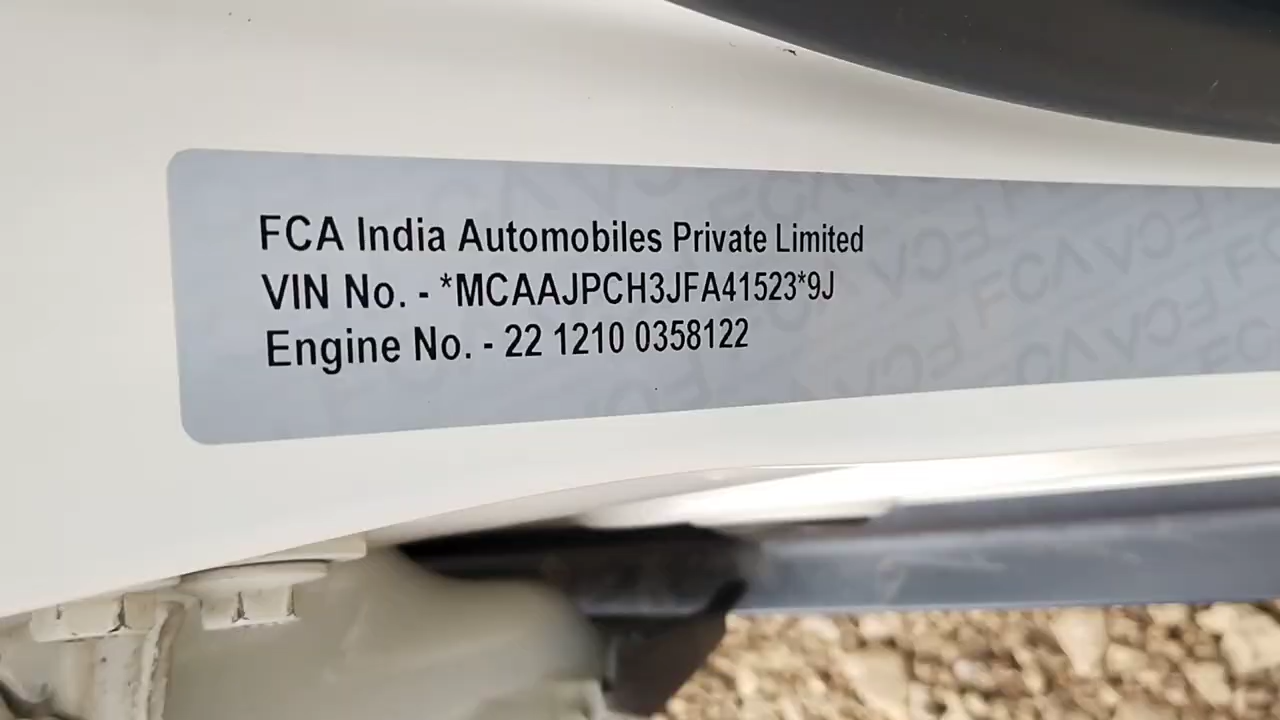 FCA India Automobiles Private Limited
VIN No. - *MCAAJPCH3JFA41523*9J
Engine No. - 22 1210 0358122